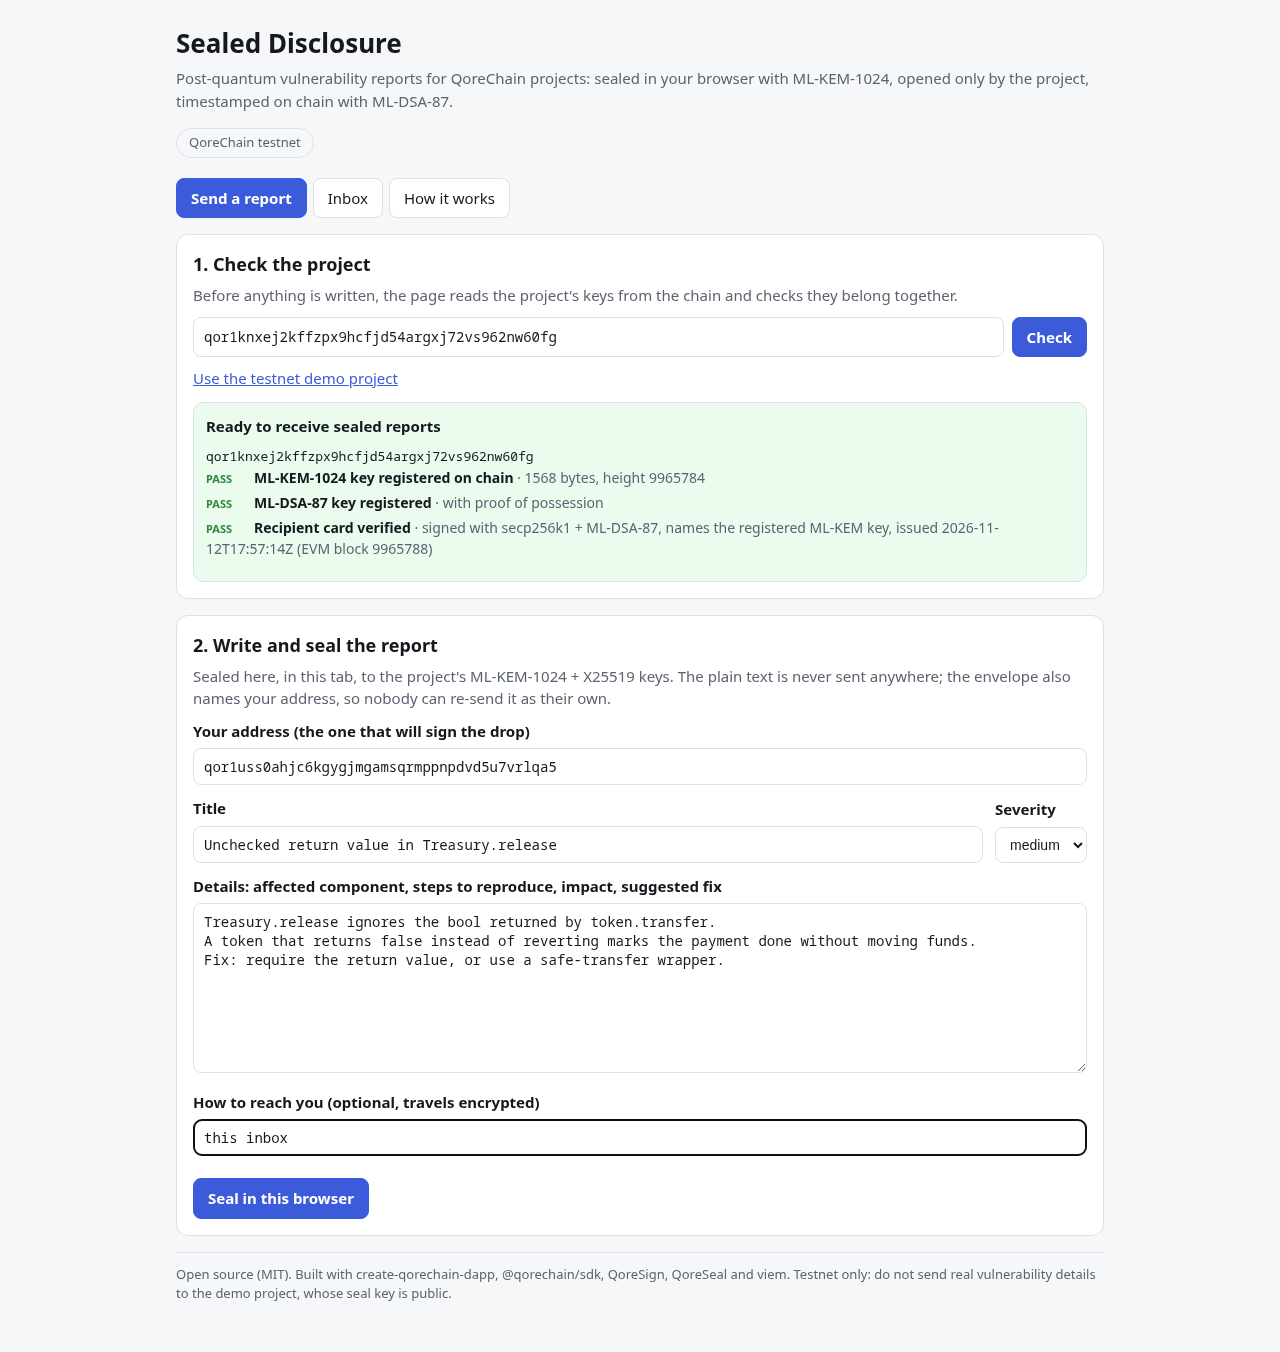 Sealed Disclosure
Post-quantum vulnerability reports for QoreChain projects: sealed in your browser with ML-KEM-1024, opened only by the project,
timestamped on chain with ML-DSA-87.
QoreChain testnet
Send a report
Inbox
How it works
1. Check the project
Before anything is written, the page reads the project's keys from the chain and checks they belong together.
qor1knxej2kffzpx9hcfjd54argxj72vs962nw60fg
Check
Use the testnet demo project
Ready to receive sealed reports
qor1knxej2kffzpx9hcfjd54argxj72vs962nw60fg
PASS ML-KEM-1024 key registered on chain · 1568 bytes, height 9965784
PASS ML-DSA-87 key registered · with proof of possession
PASS Recipient card verified · signed with secp256k1 + ML-DSA-87, names the registered ML-KEM key, issued 2026-11-
12T17:57:14Z (EVM block 9965788)
2. Write and seal the report
Sealed here, in this tab, to the project's ML-KEM-1024 + X25519 keys. The plain text is never sent anywhere; the envelope also
names your address, so nobody can re-send it as their own.
Your address (the one that will sign the drop)
qor1uss0ahjc6kgygjmgamsqrmppnpdvd5u7vrlqa5
Title
Severity
Unchecked return value in Treasury.release
medium
Details: affected component, steps to reproduce, impact, suggested fix
Treasury.release ignores the bool returned by token.transfer.
A token that returns false instead of reverting marks the payment done without moving funds.
Fix: require the return value, or use a safe-transfer wrapper.
How to reach you (optional, travels encrypted)
this inbox
Seal in this browser
Open source (MIT). Built with create-qorechain-dapp, @qorechain/sdk, QoreSign, QoreSeal and viem. Testnet only: do not send real vulnerability details
to the demo project, whose seal key is public.